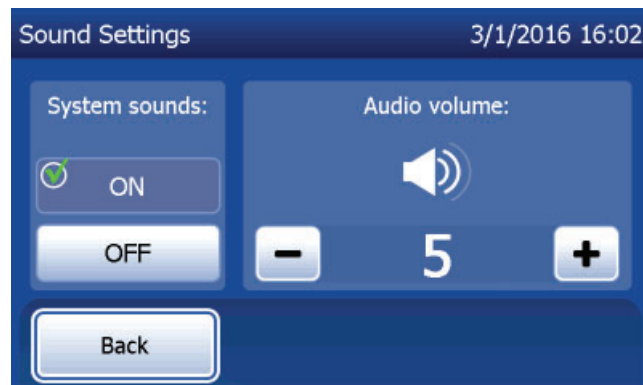 Sound Settings 3/1/2016 16:02
System sounds:
ON
OFF
Audio volume:
- 5 +
Back